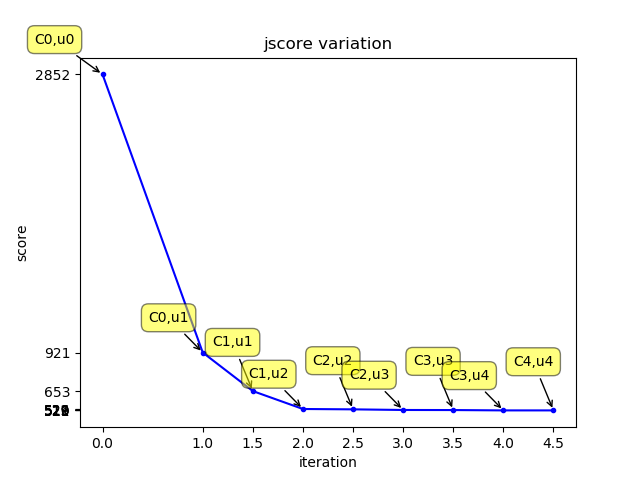 jscore variation
C0,u0
2852
score
C0,u1
C1,u1
C1,u2
C2,u2
C2,u3
C3,u3
C3,u4
C4,u4
921
653
0.0 1.0 1.5 2.0 2.5 3.0 3.5 4.0 4.5
iteration